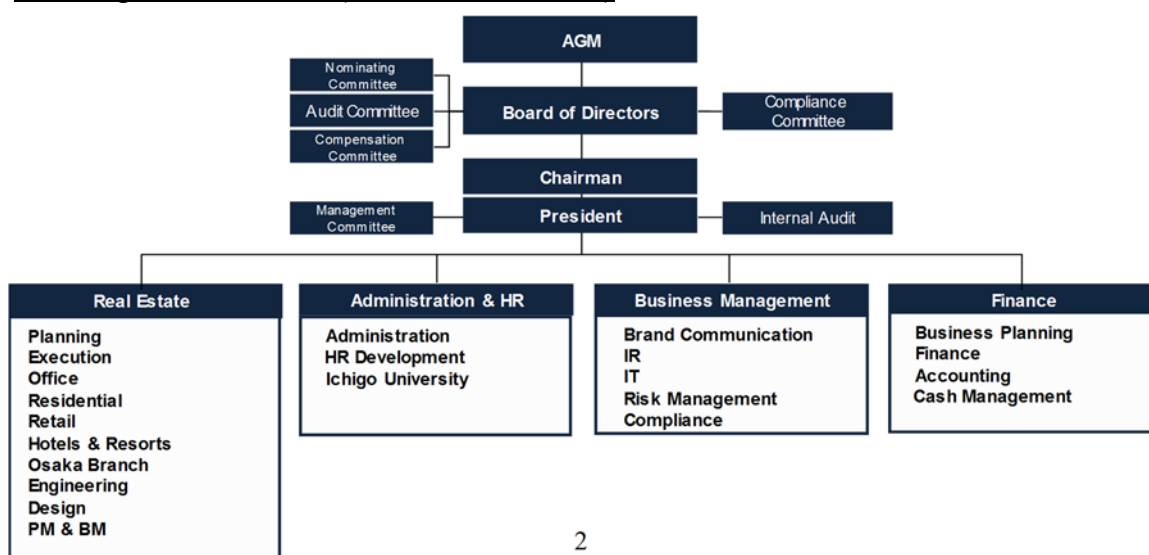 AGM
Nominating
Committee
Audit Committee
Compensation
Committee
Board of Directors
Compliance
Committee
Chairman
Management
Committee
President
Internal Audit
Real Estate
Planning
Execution
Office
Residential
Retail
Hotels & Resorts
Osaka Branch
Engineering
Design
PM & BM
Administration & HR
Administration
HR Development
Ichigo University
Business Management
Brand Communication
IR
IT
Risk Management
Compliance
Finance
Business Planning
Finance
Accounting
Cash Management
2